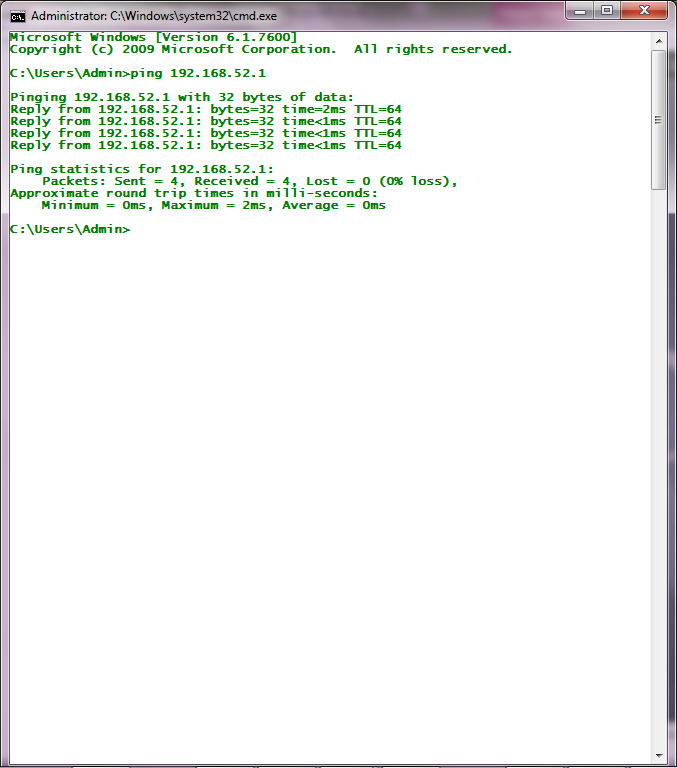 Administrator: C:\Windows\system32\cmd.exe
Microsoft Windows [Version 6.1.7600]
Copyright (c) 2009 Microsoft Corporation.  All rights reserved.
C:\Users\Admin>ping 192.168.52.1
Pinging 192.168.52.1 with 32 bytes of data:
Reply from 192.168.52.1: bytes=32 time=2ms TTL=64
Reply from 192.168.52.1: bytes=32 time<1ms TTL=64
Reply from 192.168.52.1: bytes=32 time<1ms TTL=64
Reply from 192.168.52.1: bytes=32 time<1ms TTL=64
Ping statistics for 192.168.52.1:
    Packets: Sent = 4, Received = 4, Lost = 0 (0% loss),
Approximate round trip times in milli-seconds:
    Minimum = 0ms, Maximum = 2ms, Average = 0ms
C:\Users\Admin>